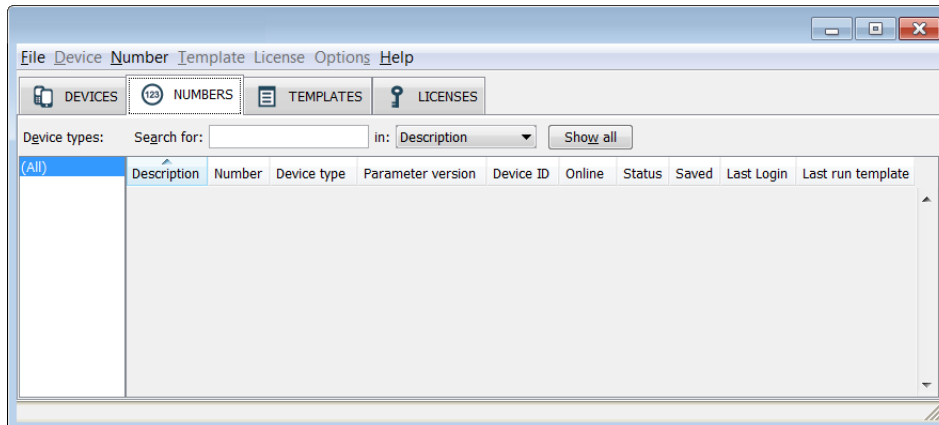 File Device Number Template License Options Help
DEVICES 123 NUMBERS TEMPLATES LICENSES
Device types: Search for: in: Description Show all
(All) Description Number Device type Parameter version Device ID Online Status Saved Last Login Last run template